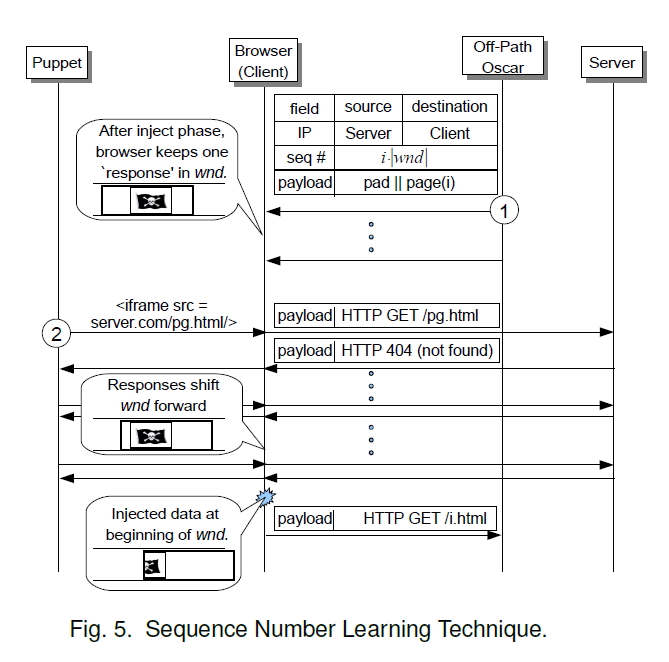 Puppet
Browser
(Client)
Off-Path
Oscar
Server
field source destination
IP Server Client
seq # i·|wnd|
payload pad || page(i)
After inject phase,
browser keeps one
`response' in wnd.
1
<iframe src =
server.com/pg.html/>
2
payload HTTP GET /pg.html
payload HTTP 404 (not found)
Responses shift
wnd forward
Injected data at
beginning of wnd.
payload HTTP GET /i.html
Fig. 5. Sequence Number Learning Technique.